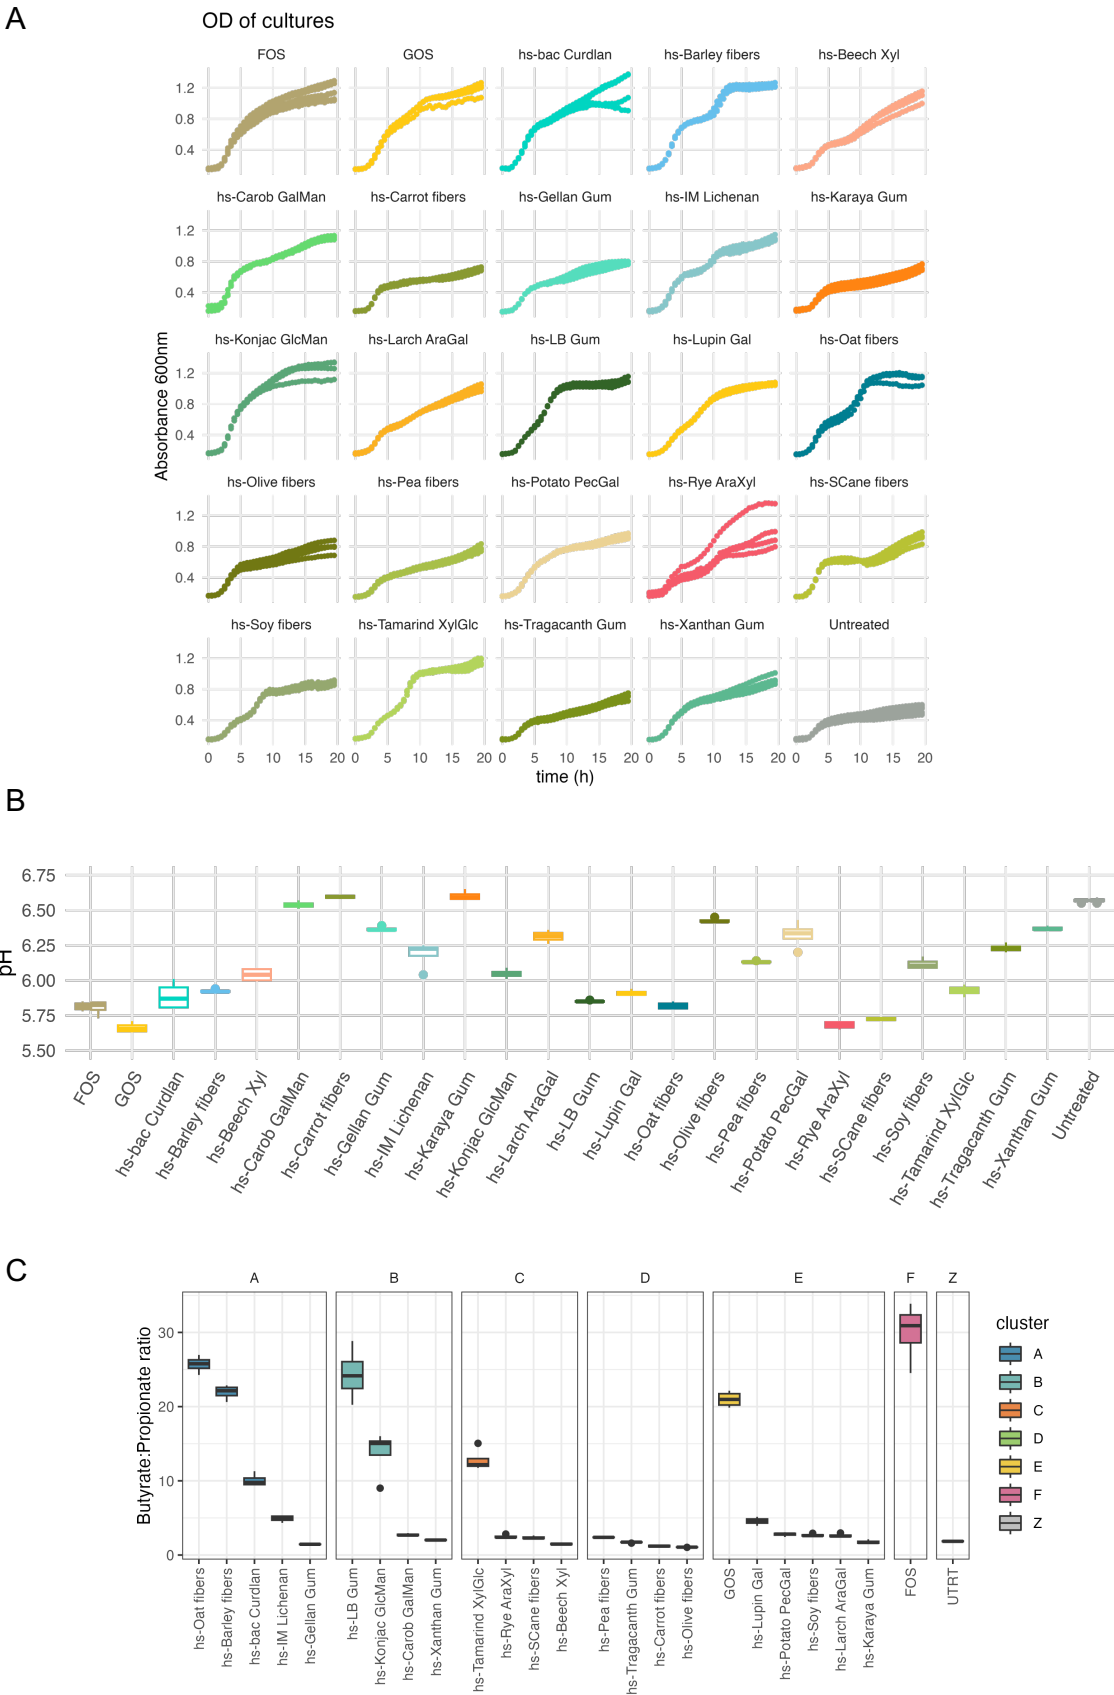 A
OD of cultures
FOS GOS hs-bac Curdlan hs-Barley fibers hs-Beech Xyl
1.2
0.8
0.4
hs-Carob GalMan hs-Carrot fibers hs-Gellan Gum hs-IM Lichenan hs-Karaya Gum
1.2
0.8
0.4
hs-Konjac GlcMan hs-Larch AraGal hs-LB Gum hs-Lupin Gal hs-Oat fibers
1.2
0.8
0.4
Absorbance 600nm
hs-Olive fibers hs-Pea fibers hs-Potato PecGal hs-Rye AraXyl hs-SCane fibers
1.2
0.8
0.4
hs-Soy fibers hs-Tamarind XylGlc hs-Tragacanth Gum hs-Xanthan Gum Untreated
1.2
0.8
0.4
0 5 10 15 20 0 5 10 15 20 0 5 10 15 20 0 5 10 15 20 0 5 10 15 20
time (h)
B
6.75
6.50
6.25
6.00
5.75
5.50
pH
FOS
GOS
hs-bac Curdlan
hs-Barley fibers
hs-Beech Xyl
hs-Carob GalMan
hs-Carrot fibers
hs-Gellan Gum
hs-IM Lichenan
hs-Karaya Gum
hs-Konjac GlcMan
hs-Larch AraGal
hs-LB Gum
hs-Lupin Gal
hs-Oat fibers
hs-Olive fibers
hs-Pea fibers
hs-Potato PecGal
hs-Rye AraXyl
hs-SCane fibers
hs-Soy fibers
hs-Tamarind XylGlc
hs-Tragacanth Gum
hs-Xanthan Gum
Untreated
C
A B C D E F Z
Butyrate:Propionate ratio
30
20
10
0
hs-Oat fibers
hs-Barley fibers
hs-bac Curdlan
hs-IM Lichenan
hs-Gellan Gum
hs-LB Gum
hs-Konjac GlcMan
hs-Carob GalMan
hs-Xanthan Gum
hs-Tamarind XylGlc
hs-Rye AraXyl
hs-SCane fibers
hs-Beech Xyl
hs-Pea fibers
hs-Tragacanth Gum
hs-Carrot fibers
hs-Olive fibers
GOS
hs-Lupin Gal
hs-Potato PecGal
hs-Soy fibers
hs-Larch AraGal
hs-Karaya Gum
FOS
UTRT
cluster
A
B
C
D
E
F
Z